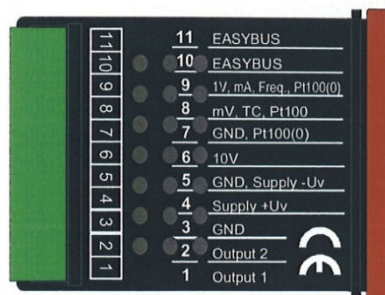 11 EASYBUS
10 EASYBUS
9 1V, mA, Freq., Pt100(0)
8 mV, TC, Pt100
7 GND, Pt100(0)
6 10V
5 GND, Supply -Uv
4 Supply +Uv
3 GND
2 Output 2
1 Output 1
11
10
9
8
7
6
5
4
3
2
1
CE